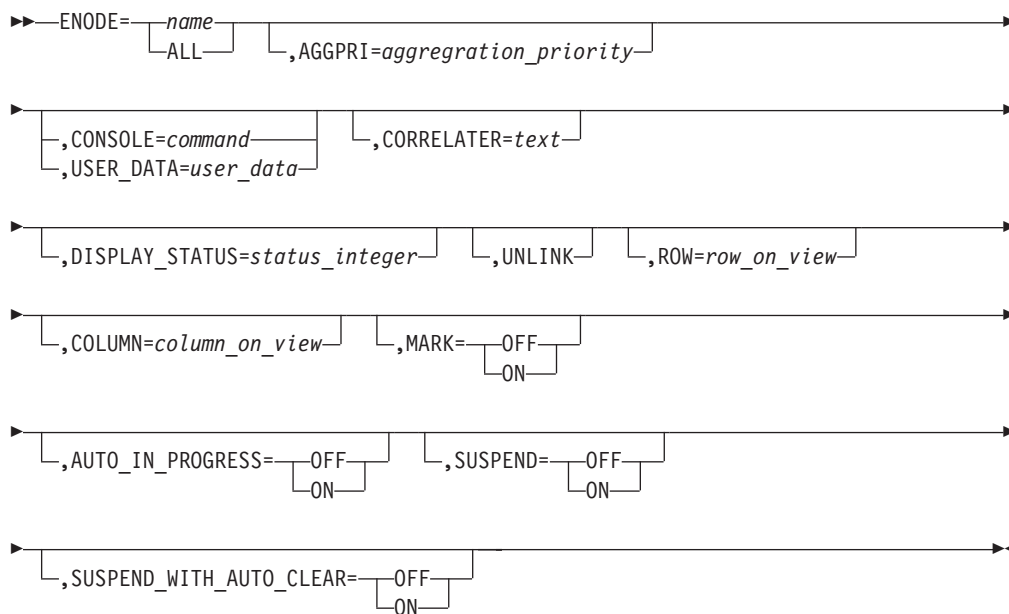 ENODE= name ,AGGPRI=aggregration_priority
ALL
,CONSOLE=command ,CORRELATER=text
,USER_DATA=user_data
,DISPLAY_STATUS=status_integer ,UNLINK ,ROW=row_on_view
,COLUMN=column_on_view ,MARK= OFF
ON
,AUTO_IN_PROGRESS= OFF ,SUSPEND= OFF
ON ON
,SUSPEND_WITH_AUTO_CLEAR= OFF
ON